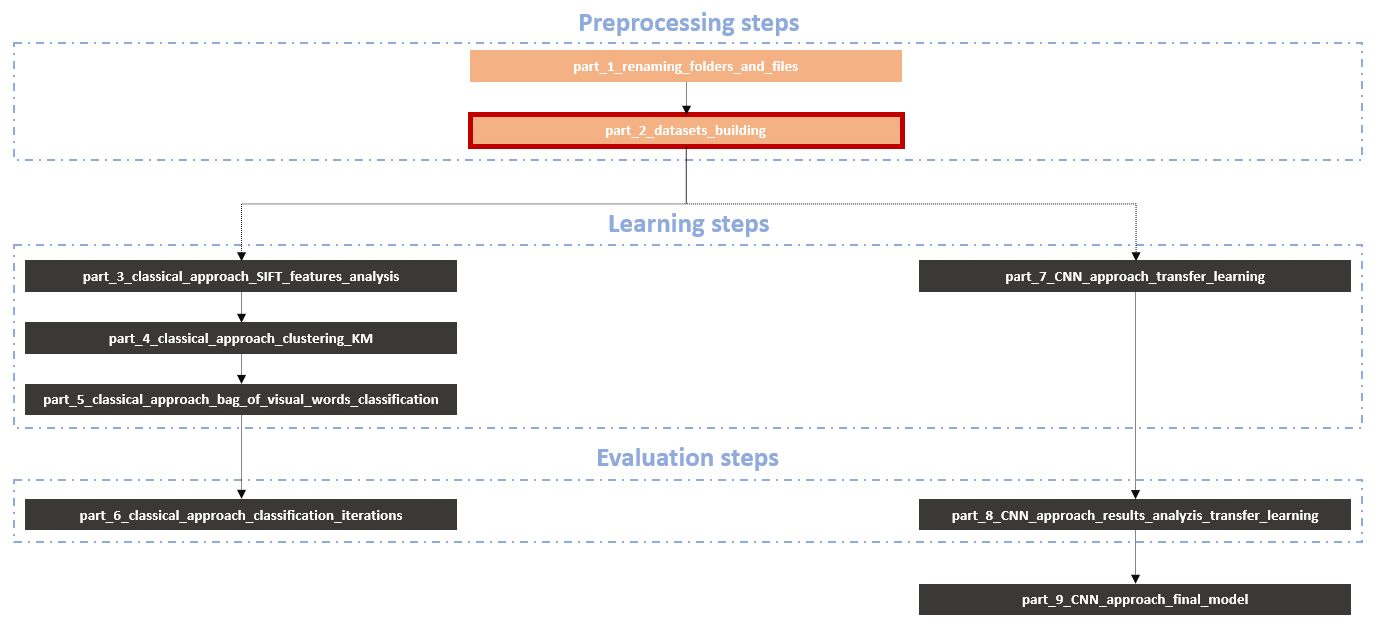 Preprocessing steps
part_1_renaming_folders_and_files
part_2_datasets_building
Learning steps
part_3_classical_approach_SIFT_features_analysis
part_7_CNN_approach_transfer_learning
part_4_classical_approach_clustering_KM
part_5_classical_approach_bag_of_visual_words_classification
Evaluation steps
part_6_classical_approach_classification_iterations
part_8_CNN_approach_results_analyzis_transfer_learning
part_9_CNN_approach_final_model